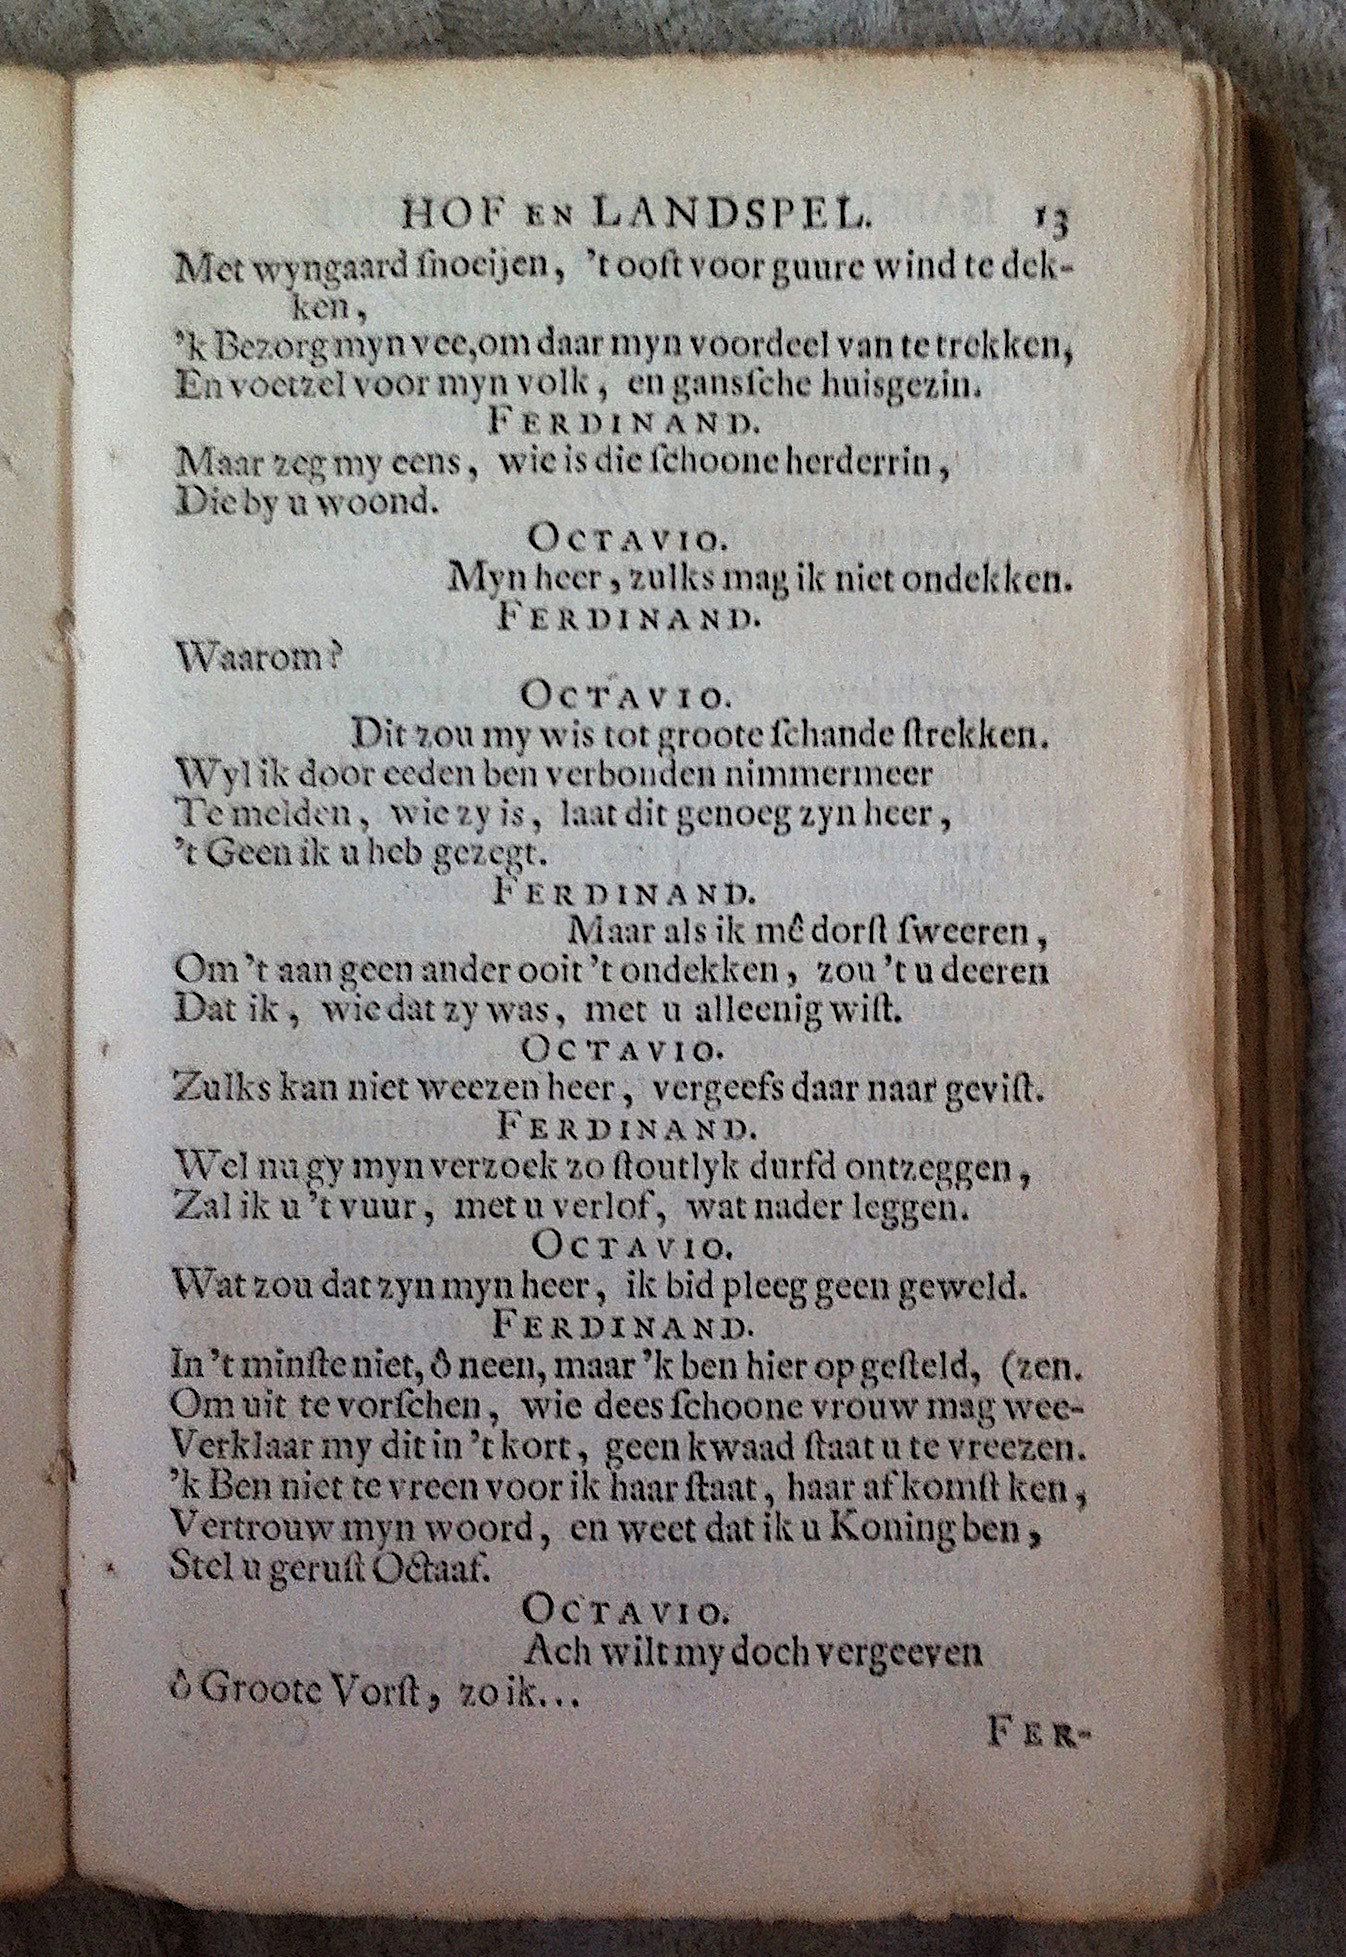 HOF EN LANDSPEL. 13
Met wyngaard ſnoeijen, 't ooſt voor guure wind te dek-
ken,
'k Bezorg myn vee, om daar myn voordeel van te trekken,
En voetzel voor myn volk, en gansſche huisgezin.
FERDINAND.
Maar zeg my eens, wie is die ſchoone herderrin,
Die by u woond.
OCTAVIO.
Myn heer, zulks mag ik niet ondekken.
FERDINAND.
Waarom?
OCTAVIO.
Dit zou my wis tot groote ſchande ſtrekken.
Wyl ik door eeden ben verbonden nimmermeer
Te melden, wie zy is, laat dit genoeg zyn heer,
't Geen ik u heb gezegt.
FERDINAND.
Maar als ik mê dorſt ſweeren,
Om 't aan geen ander ooit 't ondekken, zou 't u deeren
Dat ik, wie dat zy was, met u alleenig wiſt.
OCTAVIO.
Zulks kan niet weezen heer, vergeefs daar naar geviſt.
FERDINAND.
Wel nu gy myn verzoek zo ſtoutlyk durfd ontzeggen,
Zal ik u 't vuur, met u verlof, wat nader leggen.
OCTAVIO.
Wat zou dat zyn myn heer, ik bid pleeg geen geweld.
FERDINAND.
In 't minſte niet, ô neen, maar 'k ben hier op geſteld, (zen.
Om uit te vorſchen, wie dees ſchoone vrouw mag wee-
Verklaar my dit in 't kort, geen kwaad ſtaat u te vreezen.
'k Ben niet te vreen voor ik haar ſtaat, haar afkomſt ken,
Vertrouw myn woord, en weet dat ik u Koning ben,
Stel u geruſt Octaaf.
OCTAVIO.
Ach wilt my doch vergeeven
ô Groote Vorſt, zo ik...
FER-